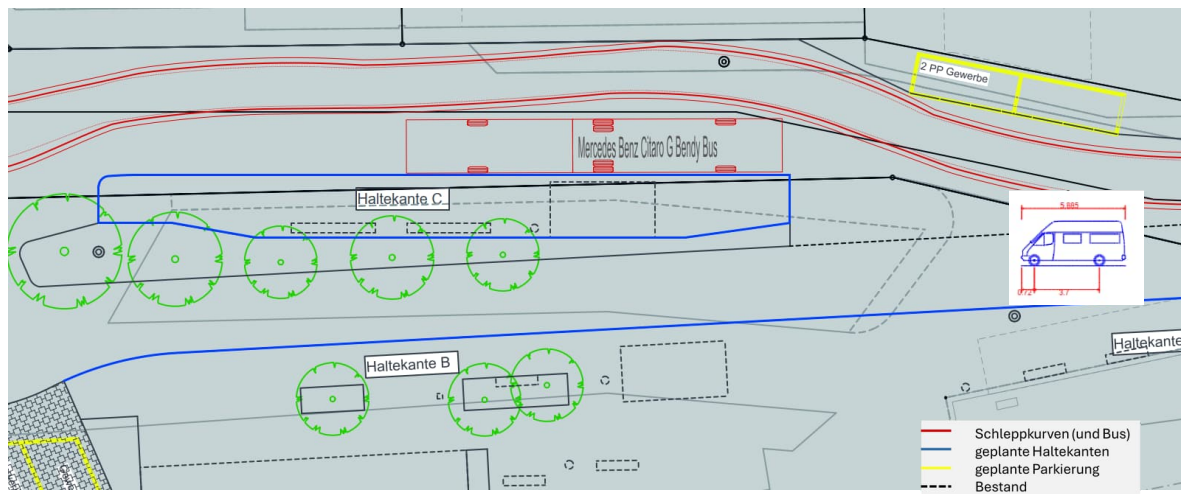 2 PP Gewerbe
Mercedes Benz Citaro G Bendy Bus
Haltekante C
5.885
0.72
3.7
Haltekante B
Haltekante
Schleppkurven (und Bus)
geplante Haltekanten
geplante Parkierung
Bestand